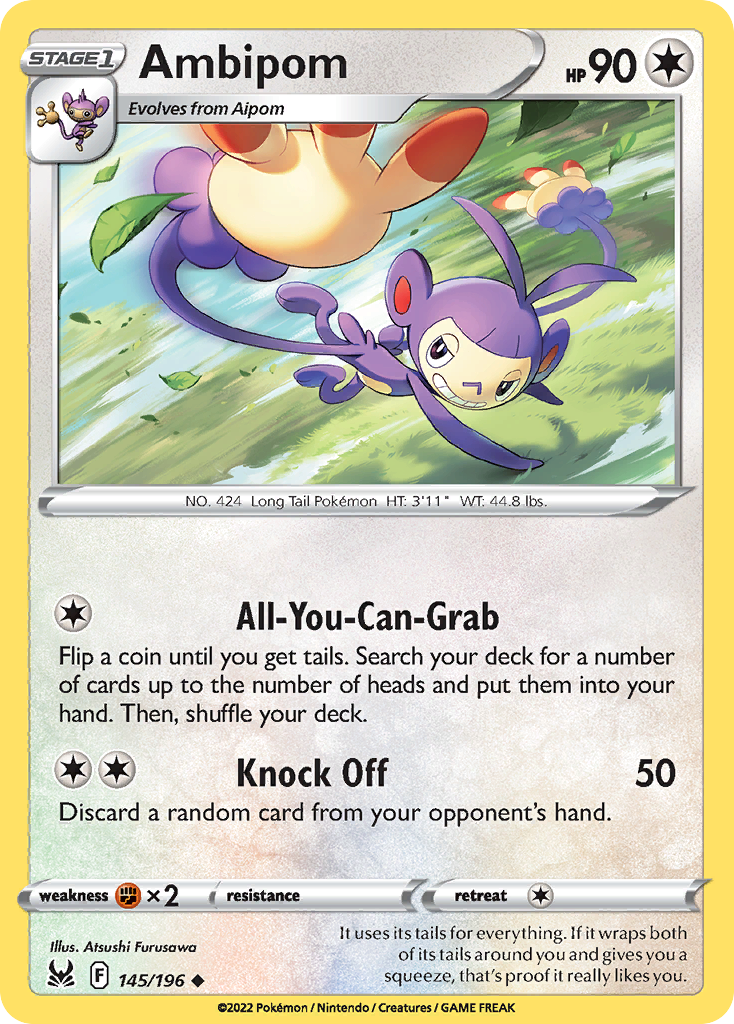 STAGE1
Ambipom
HP 90
Evolves from Aipom
NO. 424 Long Tail Pokémon HT: 3'11" WT: 44.8 lbs.
All-You-Can-Grab
Flip a coin until you get tails. Search your deck for a number
of cards up to the number of heads and put them into your
hand. Then, shuffle your deck.
Knock Off 50
Discard a random card from your opponent's hand.
weakness ×2 resistance retreat
Illus. Atsushi Furusawa
F 145/196
It uses its tails for everything. If it wraps both
of its tails around you and gives you a
squeeze, that's proof it really likes you.
©2022 Pokémon / Nintendo / Creatures / GAME FREAK